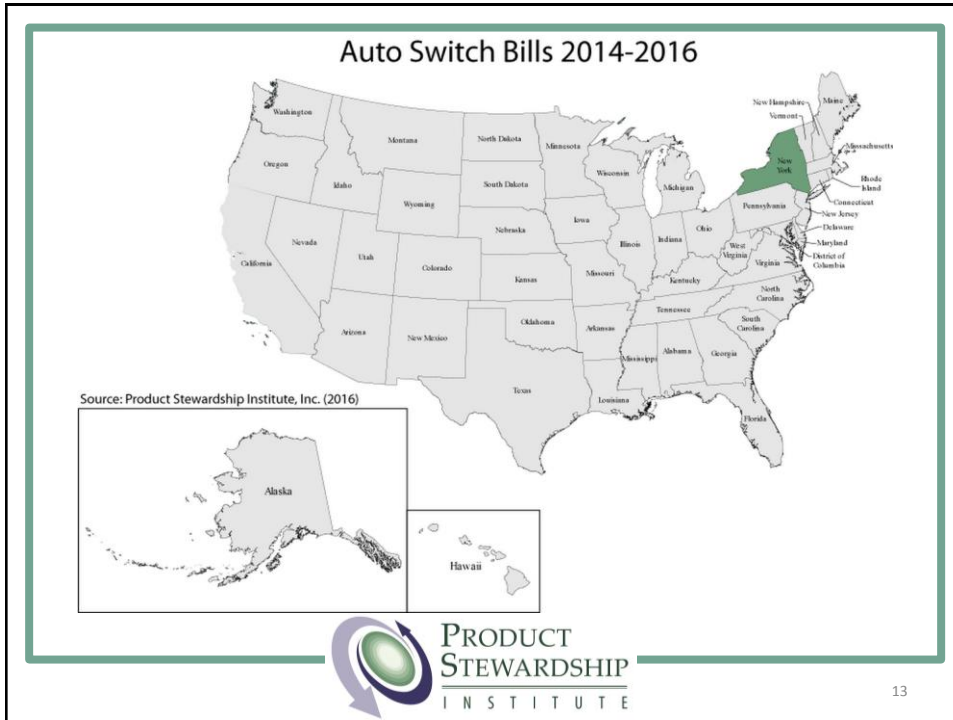 Auto Switch Bills 2014-2016
Washington
Oregon
California
Nevada
Idaho
Montana
Wyoming
Utah
Arizona
Colorado
New Mexico
North Dakota
South Dakota
Nebraska
Kansas
Oklahoma
Texas
Minnesota
Iowa
Missouri
Arkansas
Louisiana
Wisconsin
Illinois
Michigan
Indiana
Ohio
Kentucky
Tennessee
Mississippi
Alabama
Georgia
Florida
South
Carolina
North
Carolina
Virginia
West
Virginia
Pennsylvania
New
York
New Hampshire
Vermont
Maine
Massachusetts
Rhode
Island
Connecticut
New Jersey
Delaware
Maryland
District of
Columbia
Source: Product Stewardship Institute, Inc. (2016)
Alaska
Hawaii
PRODUCT
STEWARDSHIP
INSTITUTE
13